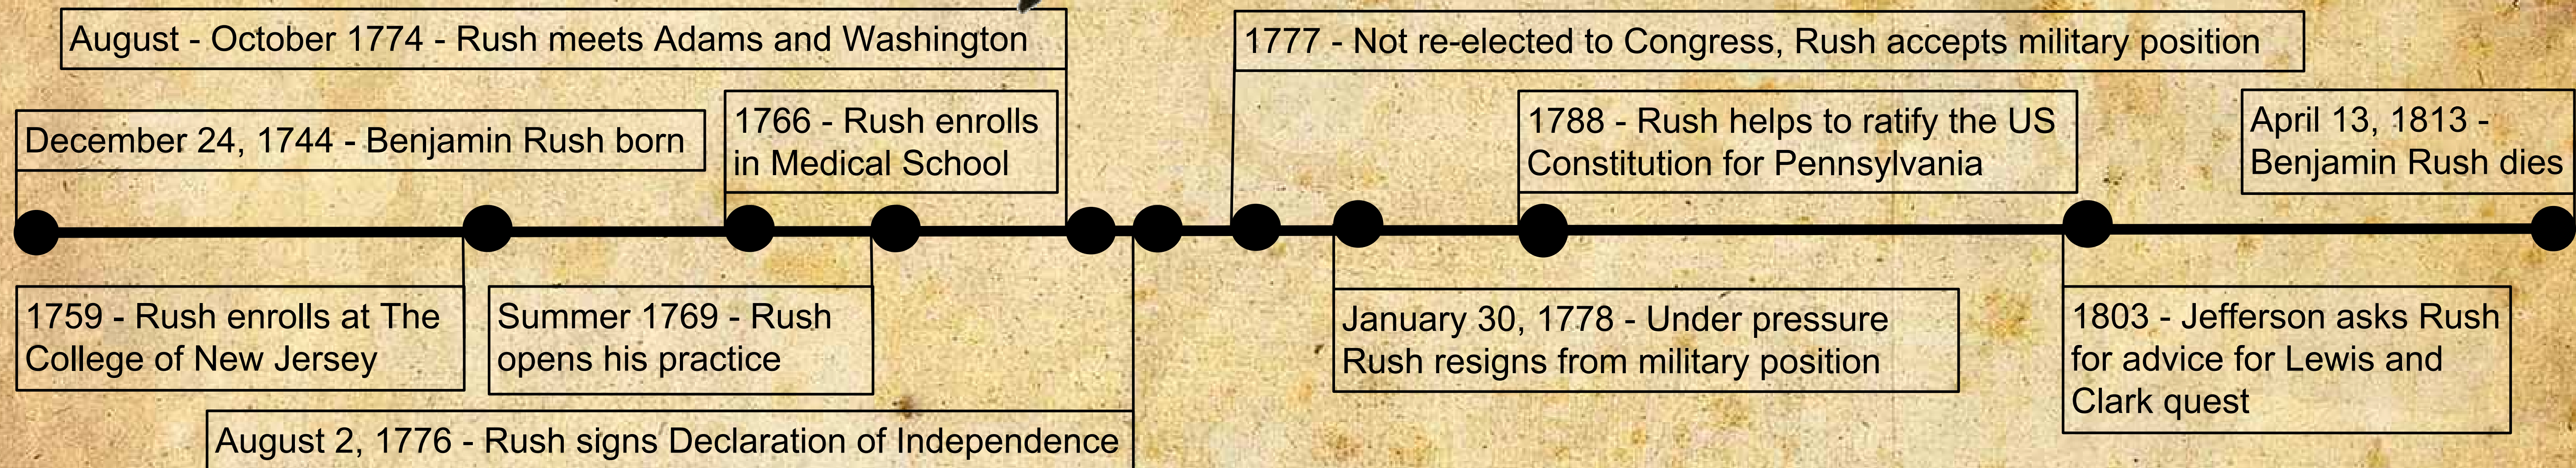 August - October 1774 - Rush meets Adams and Washington
1777 - Not re-elected to Congress, Rush accepts military position
December 24, 1744 - Benjamin Rush born
1766 - Rush enrolls
in Medical School
1788 - Rush helps to ratify the US
Constitution for Pennsylvania
April 13, 1813 -
Benjamin Rush dies
1759 - Rush enrolls at The
College of New Jersey
Summer 1769 - Rush
opens his practice
January 30, 1778 - Under pressure
Rush resigns from military position
1803 - Jefferson asks Rush
for advice for Lewis and
Clark quest
August 2, 1776 - Rush signs Declaration of Independence